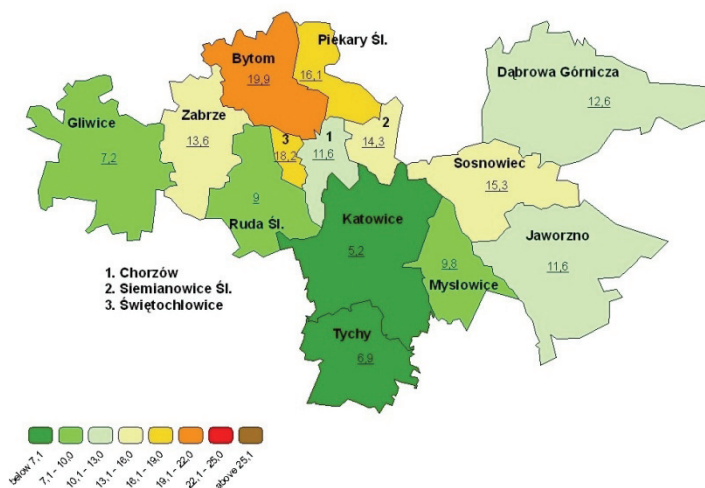 Piekary Śl.
16,1
Bytom
19,9
Dąbrowa Górnicza
12,6
Gliwice
7,2
Zabrze
13,6
3
18,2
1
11,6
2
14,3
Sosnowiec
15,3
9
Ruda Śl.
Katowice
5,2
9,8
Mysłowice
Jaworzno
11,6
1. Chorzów
2. Siemianowice Śl.
3. Świętochłowice
Tychy
6,9
below 7,1
7,1 - 10,0
10,1 - 13,0
13,1 - 16,0
16,1 - 19,0
19,1 - 22,0
22,1 - 25,0
above 25,1